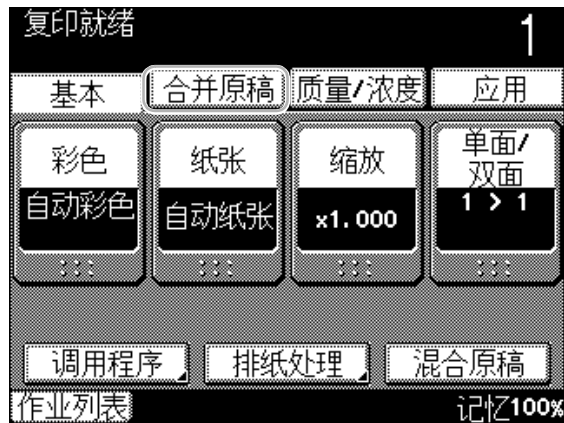 复印就绪 1
基本 合并原稿 质量/浓度 应用
彩色 纸张 缩放 单面/
双面
自动彩色 自动纸张 x1.000 1 > 1
调用程序 排纸处理 混合原稿
作业列表 记忆100%